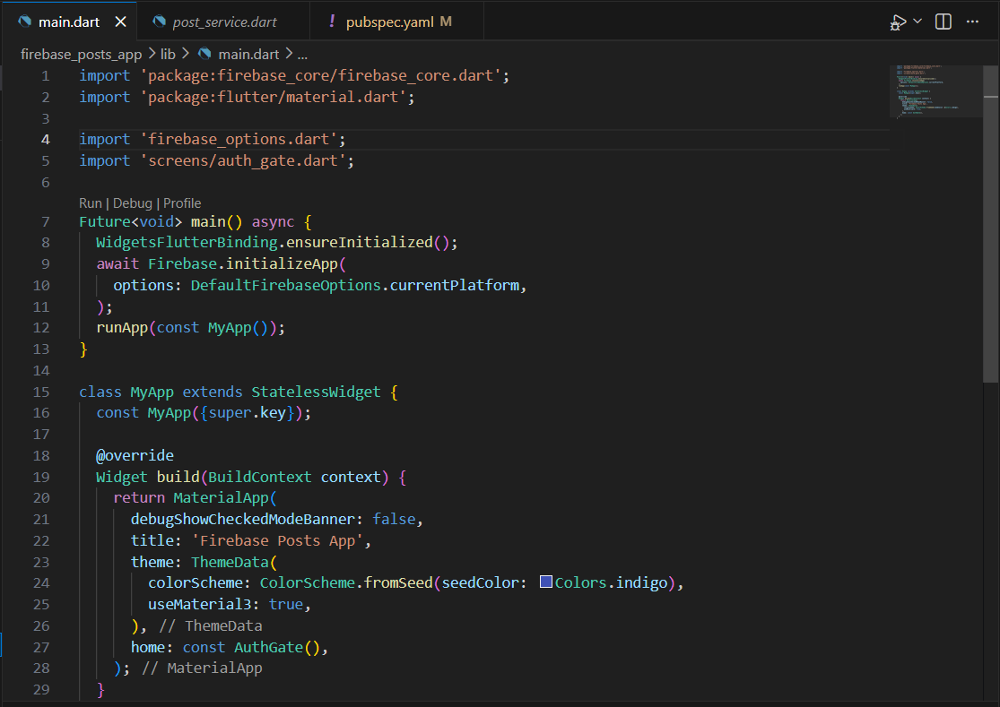 main.dart
post_service.dart
! pubspec.yaml M
firebase_posts_app > lib > main.dart > ...
1 import 'package:firebase_core/firebase_core.dart';
2 import 'package:flutter/material.dart';
3
4 import 'firebase_options.dart';
5 import 'screens/auth_gate.dart';
6
Run | Debug | Profile
7 Future<void> main() async {
8   WidgetsFlutterBinding.ensureInitialized();
9   await Firebase.initializeApp(
10     options: DefaultFirebaseOptions.currentPlatform,
11   );
12   runApp(const MyApp());
13 }
14
15 class MyApp extends StatelessWidget {
16   const MyApp({super.key});
17
18   @override
19   Widget build(BuildContext context) {
20     return MaterialApp(
21       debugShowCheckedModeBanner: false,
22       title: 'Firebase Posts App',
23       theme: ThemeData(
24         colorScheme: ColorScheme.fromSeed(seedColor: Colors.indigo),
25         useMaterial3: true,
26       ), // ThemeData
27       home: const AuthGate(),
28     ); // MaterialApp
29   }